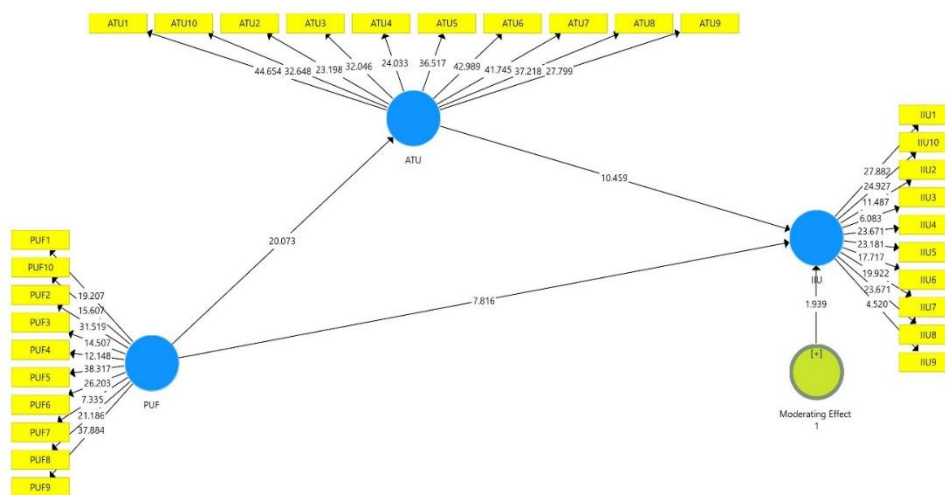 ATU1 ATU10 ATU2 ATU3 ATU4 ATU5 ATU6 ATU7 ATU8 ATU9
44.654 32.648 23.198 32.046 24.033 36.517 42.989 41.745 37.218 27.799
ATU
20.073
10.459
7.816
PUF1
PUF10
PUF2
PUF3
PUF4
PUF5
PUF6
PUF7
PUF8
PUF9
19.207
15.607
31.519
14.507
12.148
38.317
26.203
7.335
21.186
37.884
PUF
IIU1
IIU10
IIU2
IIU3
IIU4
IIU5
IIU6
IIU7
IIU8
IIU9
27.882
24.927
11.487
6.083
23.671
23.181
17.717
19.922
23.671
4.520
IIU
1.939
[+]
Moderating Effect
1